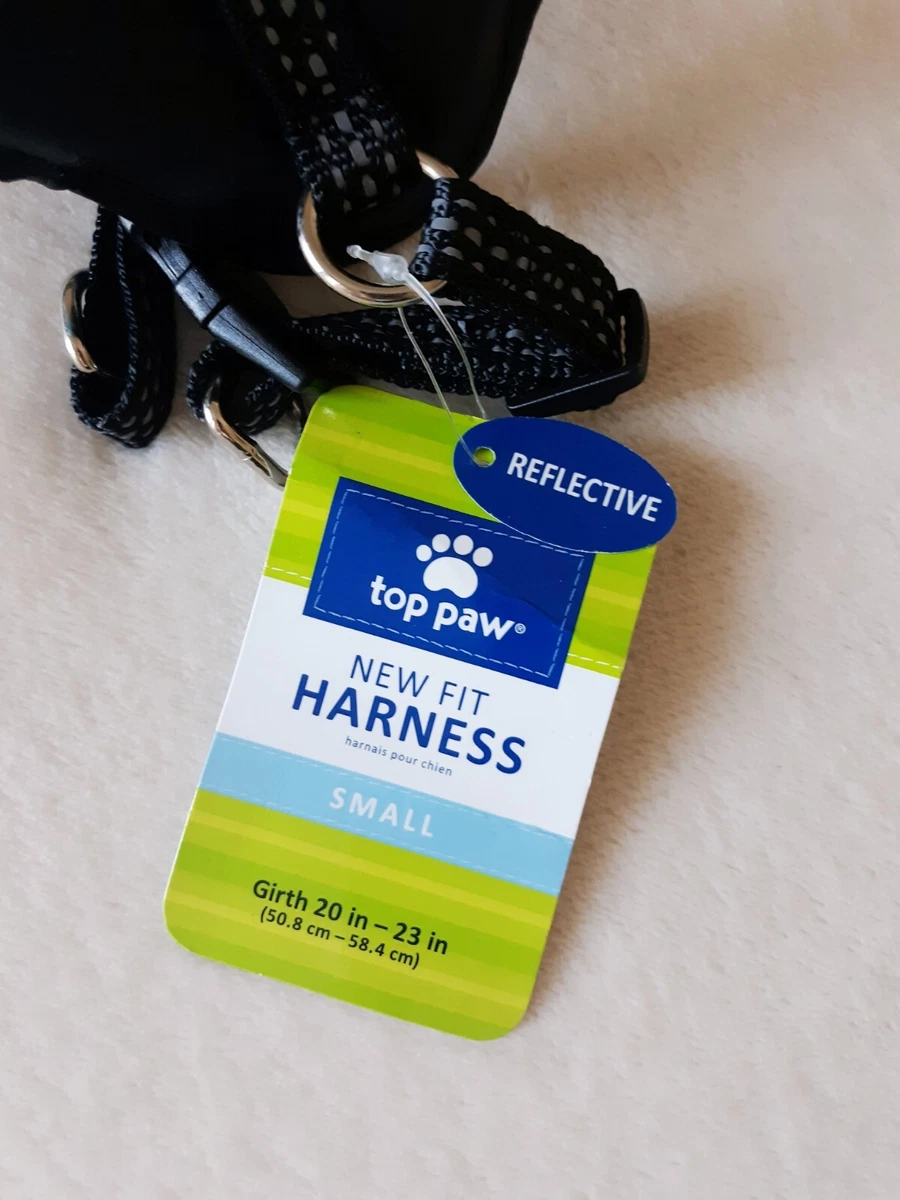 REFLECTIVE
top paw®
NEW FIT
HARNESS
harnais pour chien
SMALL
Girth 20 in – 23 in
(50.8 cm – 58.4 cm)